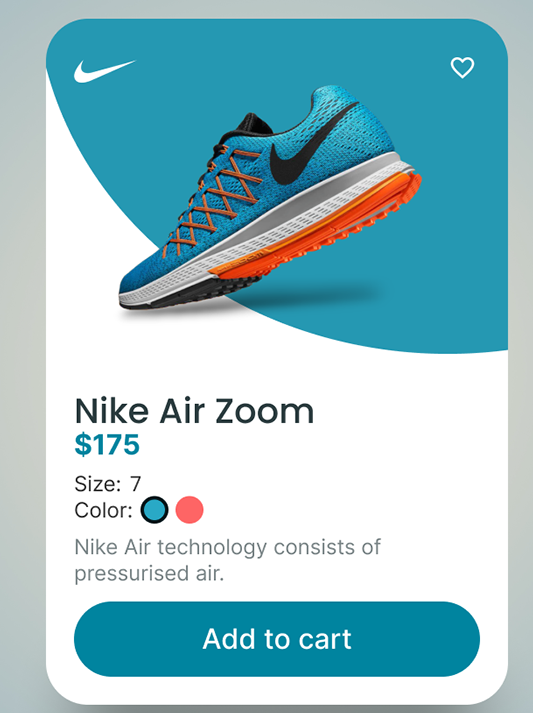 Nike Air Zoom
$175
Size: 7
Color:
Nike Air technology consists of
pressurised air.
Add to cart